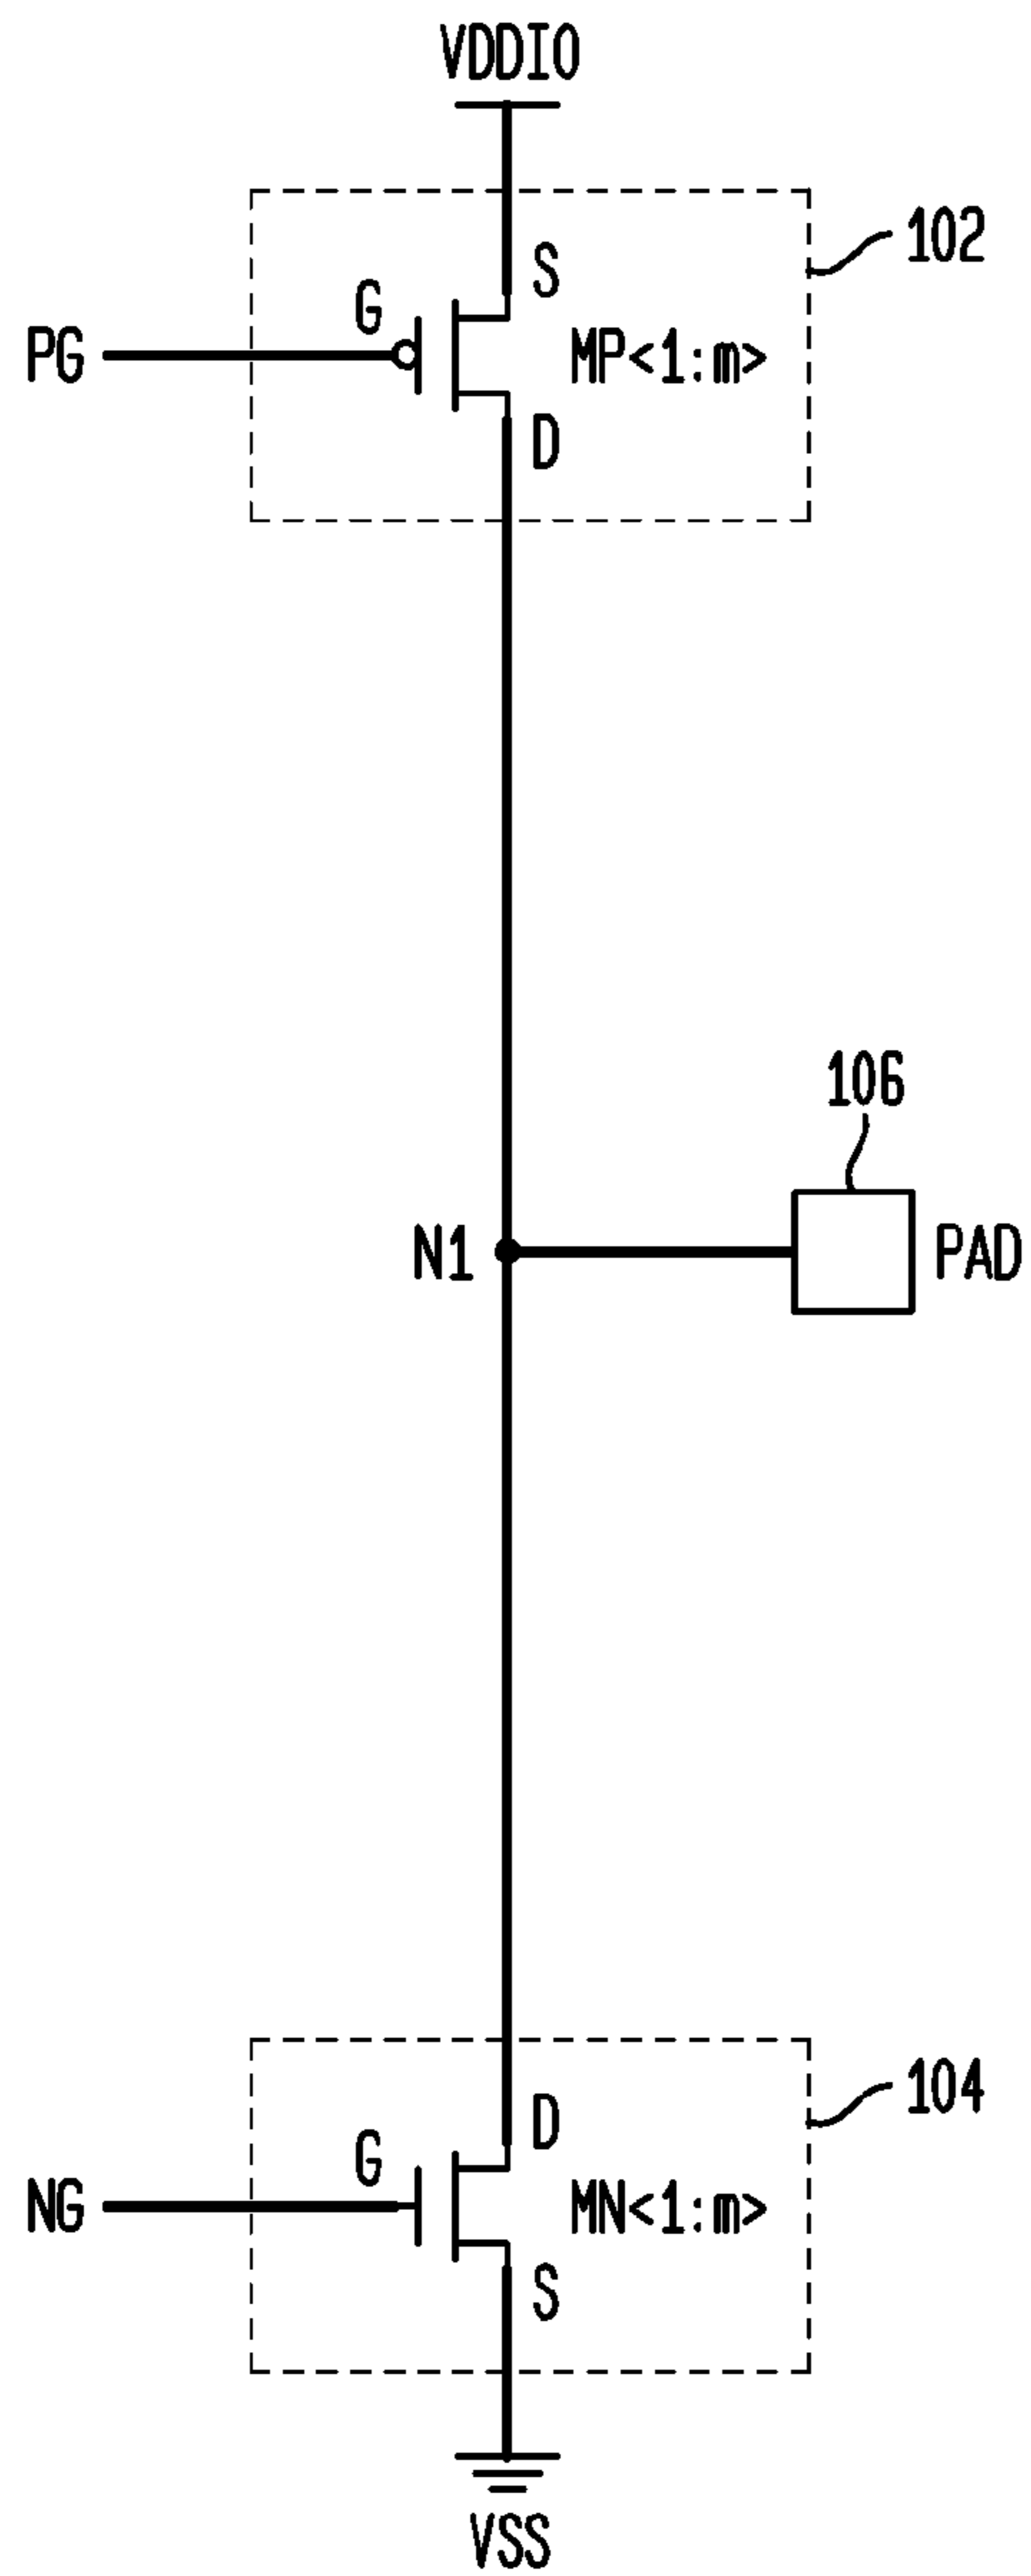 VDDIO
102
S
G
PG
MP<1:m>
D
106
N1
PAD
104
D
G
NG
MN<1:m>
S
VSS